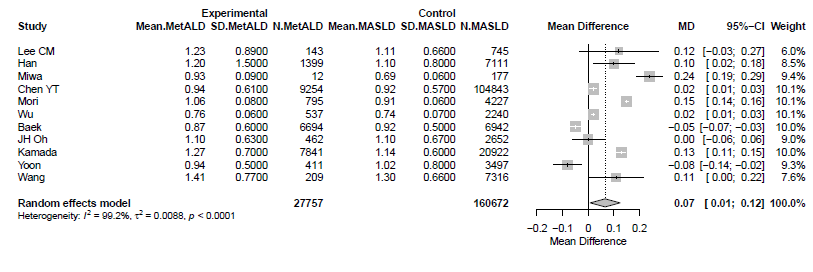 Experimental Control
Study Mean.MetALD SD.MetALD N.MetALD Mean.MASLD SD.MASLD N.MASLD Mean Difference MD 95%-CI Weight
Lee CM 1.23 0.8900 143 1.11 0.6600 745 0.12 [−0.03; 0.27] 6.0%
Han 1.20 1.5000 1399 1.10 0.8000 7111 0.10 [0.02; 0.18] 8.5%
Miwa 0.93 0.0900 12 0.69 0.0600 177 0.24 [0.19; 0.29] 9.4%
Chen YT 0.94 0.6100 9254 0.92 0.5700 104843 0.02 [0.01; 0.03] 10.1%
Mori 1.06 0.0800 795 0.91 0.0600 4227 0.15 [0.14; 0.16] 10.1%
Wu 0.76 0.0600 537 0.74 0.0700 2240 0.02 [0.01; 0.03] 10.1%
Baek 0.87 0.6000 6694 0.92 0.5000 6942 −0.05 [−0.07; −0.03] 10.0%
JH Oh 1.10 0.6300 462 1.10 0.6700 2652 0.00 [−0.06; 0.06] 9.2%
Kamada 1.27 0.7000 7841 1.14 0.6000 20922 0.13 [0.11; 0.15] 10.0%
Yoon 0.94 0.5000 411 1.02 0.8000 3497 −0.08 [−0.14; −0.02] 9.3%
Wang 1.41 0.7700 209 1.30 0.6600 7316 0.11 [0.00; 0.22] 7.6%
Random effects model 27757 160672 0.07 [ 0.01; 0.12] 100.0%
Heterogeneity: I² = 99.2%, τ² = 0.0088, p < 0.0001
−0.2 −0.1 0 0.1 0.2
Mean Difference